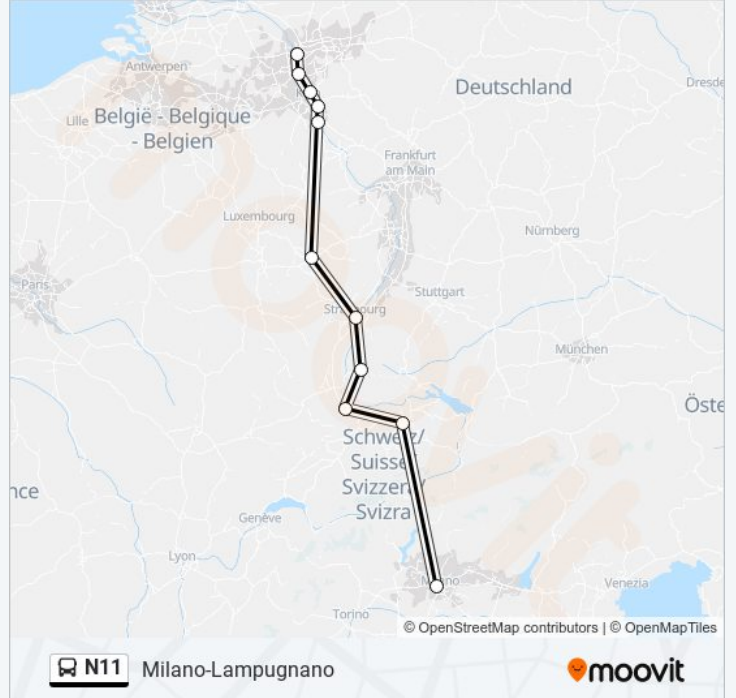 Antwerpen
Deutschland
Dresde
Lille
België - Belgique
- Belgien
Frankfurt
am Main
Luxembourg
Nürnberg
Paris
Stuttgart
München
Öste
Schweiz/
Suisse
Svizzera/
Svizra
nce
Genève
Lyon
Venezia
Torino
© OpenStreetMap contributors | © OpenMapTiles
N11 Milano-Lampugnano
moovit